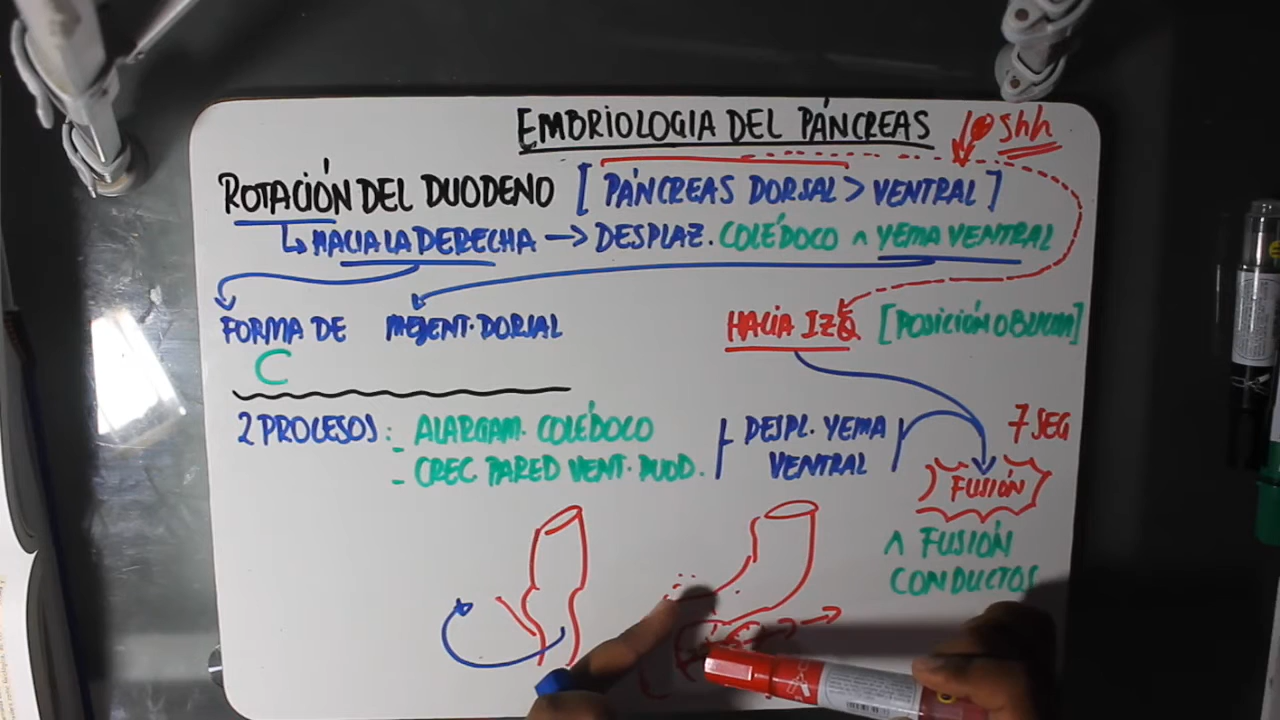 EMBRIOLOGIA DEL PÁNCREAS
shh
ROTACIÓN DEL DUODENO [PÁNCREAS DORSAL > VENTRAL]
HACIA LA DERECHA → DESPLAZ. COLÉDOCO ^ YEMA VENTRAL
FORMA DE C
MESENT. DORSAL
HACIA IZQ [POSICIÓN OBLICUA]
2 PROCESOS: - ALARGAM. COLÉDOCO
- CREC. PARED VENT. DUOD.
DESPL. YEMA
VENTRAL
7 SEG
FUSIÓN
^ FUSIÓN
CONDUCTOS